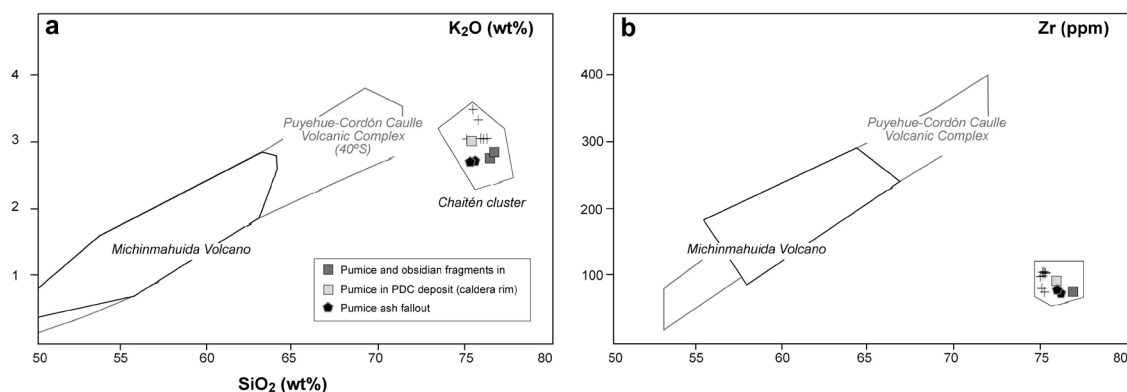 a
K₂O (wt%)
4
3
2
1
Puyehue-Cordón Caulle
Volcanic Complex
(40ºS)
Chaitén cluster
Michinmahuida Volcano
Pumice and obsidian fragments in
Pumice in PDC deposit (caldera rim)
Pumice ash fallout
50 55 60 65 70 75 80
SiO₂ (wt%)
b
Zr (ppm)
400
300
200
100
Puyehue-Cordón Caulle
Volcanic Complex
Michinmahuida Volcano
50 55 60 65 70 75 80